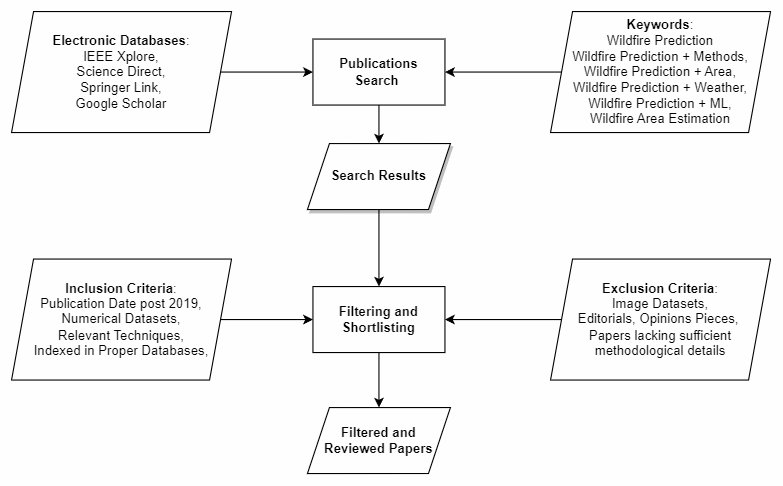 Electronic Databases:
IEEE Xplore,
Science Direct,
Springer Link,
Google Scholar
Publications
Search
Keywords:
Wildfire Prediction
Wildfire Prediction + Methods,
Wildfire Prediction + Area,
Wildfire Prediction + Weather,
Wildfire Prediction + ML,
Wildfire Area Estimation
Search Results
Inclusion Criteria:
Publication Date post 2019,
Numerical Datasets,
Relevant Techniques,
Indexed in Proper Databases,
Filtering and
Shortlisting
Exclusion Criteria:
Image Datasets,
Editorials, Opinions Pieces,
Papers lacking sufficient
methodological details
Filtered and
Reviewed Papers